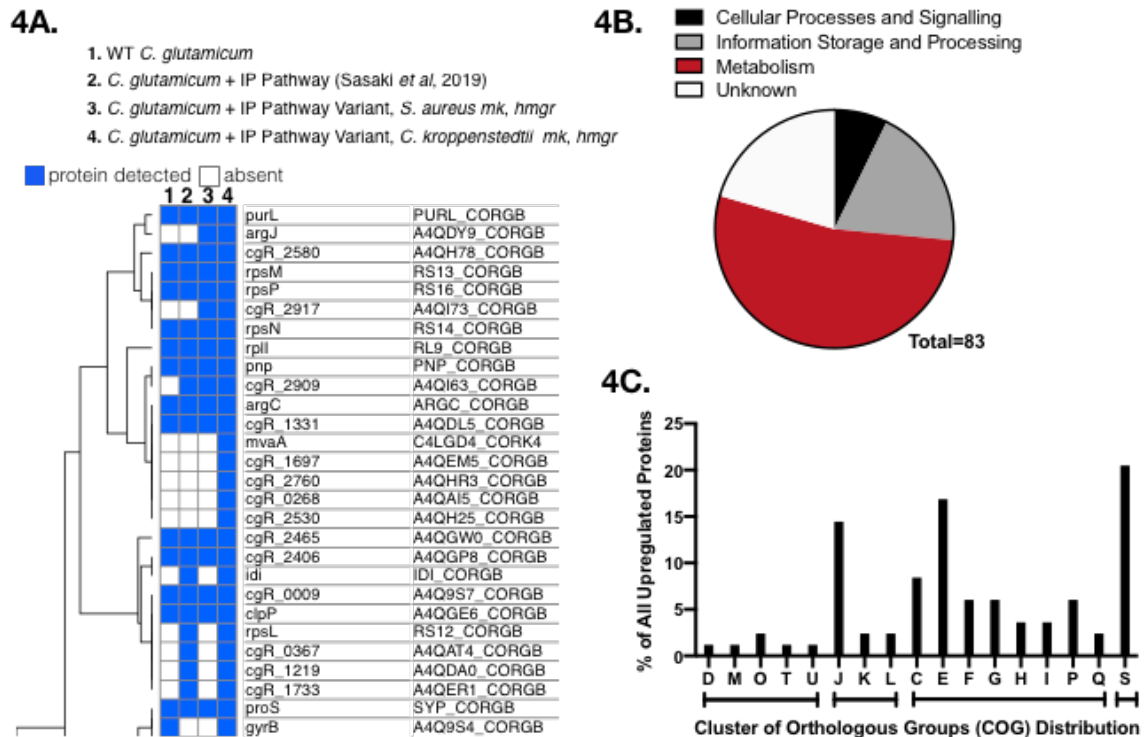 4A.
1. WT C. glutamicum
2. C. glutamicum + IP Pathway (Sasaki et al, 2019)
3. C. glutamicum + IP Pathway Variant, S. aureus mk, hmgr
4. C. glutamicum + IP Pathway Variant, C. kroppenstedtii mk, hmgr
protein detected absent
1 2 3 4
purL PURL_CORGB
argJ A4QDY9_CORGB
cgR_2580 A4QH78_CORGB
rpsM RS13_CORGB
rpsP RS16_CORGB
cgR_2917 A4QI73_CORGB
rpsN RS14_CORGB
rplI RL9_CORGB
pnp PNP_CORGB
cgR_2909 A4QI63_CORGB
argC ARGC_CORGB
cgR_1331 A4QDL5_CORGB
mvaA C4LGD4_CORK4
cgR_1697 A4QEM5_CORGB
cgR_2760 A4QHR3_CORGB
cgR_0268 A4QAI5_CORGB
cgR_2530 A4QH25_CORGB
cgR_2465 A4QGW0_CORGB
cgR_2406 A4QGP8_CORGB
idi IDI_CORGB
cgR_0009 A4Q9S7_CORGB
clpP A4QGE6_CORGB
rpsL RS12_CORGB
cgR_0367 A4QAT4_CORGB
cgR_1219 A4QDA0_CORGB
cgR_1733 A4QER1_CORGB
proS SYP_CORGB
gyrB A4Q9S4_CORGB
4B.
Cellular Processes and Signalling
Information Storage and Processing
Metabolism
Unknown
Total=83
4C.
% of All Upregulated Proteins
25
20
15
10
5
0
D M O T U J K L C E F G H I P Q S
Cluster of Orthologous Groups (COG) Distribution